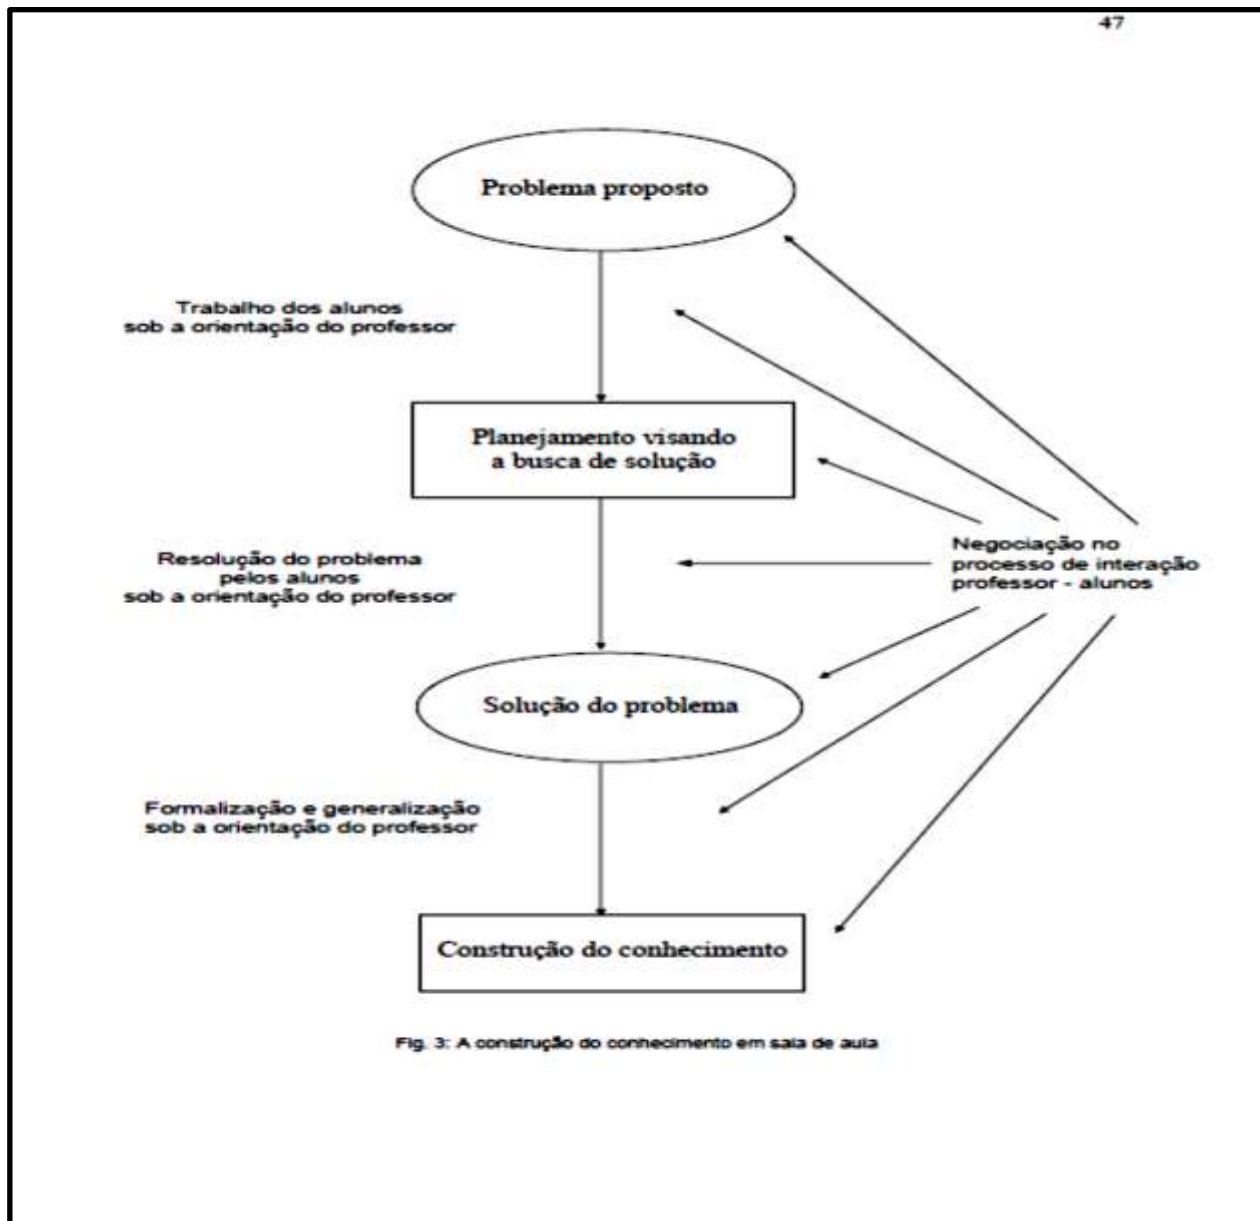 47
Problema proposto
Trabalho dos alunos
sob a orientação do professor
Planejamento visando
a busca de solução
Resolução do problema
pelos alunos
sob a orientação do professor
Negociação no
processo de interação
professor - alunos
Solução do problema
Formalização e generalização
sob a orientação do professor
Construção do conhecimento
Fig. 3: A construção do conhecimento em sala de aula